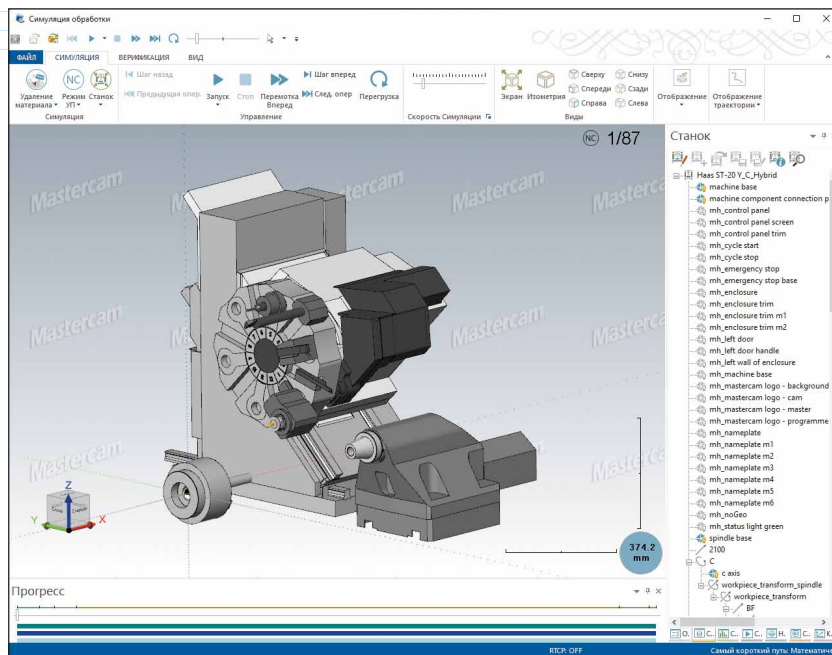 Симуляция обработки
ФАЙЛ СИМУЛЯЦИЯ ВЕРИФИКАЦИЯ ВИД
Удаление материала
Режим УП
Станок
Симуляция
Шаг назад
Предыдущая опер.
Запуск
Стоп
Перемотка Вперед
Шаг вперед
След. опер
Перегрузка
Управление
Скорость Симуляции
Экран
Изометрия
Сверху
Снизу
Спереди
Сзади
Справа
Слева
Виды
Отображение
Отображение траектории
NC 1/87
Mastercam
Mastercam
Mastercam
Mastercam
Mastercam
Mastercam
Z
Y
X
374.2
mm
Станок
Haas ST-20 Y_C_Hybrid
machine base
machine component connection p
mh_control panel
mh_control panel screen
mh_control panel trim
mh_cycle start
mh_cycle stop
mh_emergency stop
mh_emergency stop base
mh_enclosure
mh_enclosure trim
mh_enclosure trim m1
mh_enclosure trim m2
mh_left door
mh_left door handle
mh_left wall of enclosure
mh_machine base
mh_mastercam logo - background
mh_mastercam logo - cam
mh_mastercam logo - master
mh_mastercam logo - programme
mh_nameplate
mh_nameplate m1
mh_nameplate m2
mh_nameplate m3
mh_nameplate m4
mh_nameplate m5
mh_nameplate m6
mh_noGeo
mh_status light green
spindle base
2100
C
c axis
workpiece_transform_spindle
workpiece_transform
BF
О. С.. С.. С.. Н. С.. К.
Прогресс
RTCP: OFF
Самый короткий путь: Математич